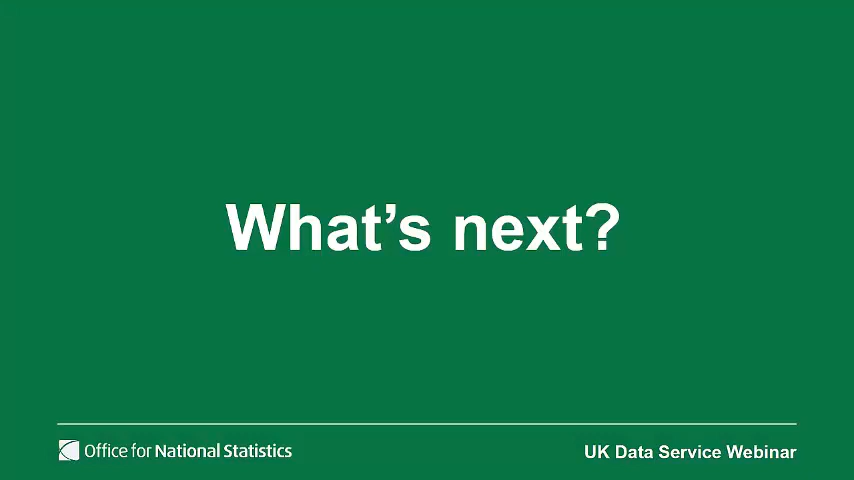 What's next?
Office for National Statistics
UK Data Service Webinar